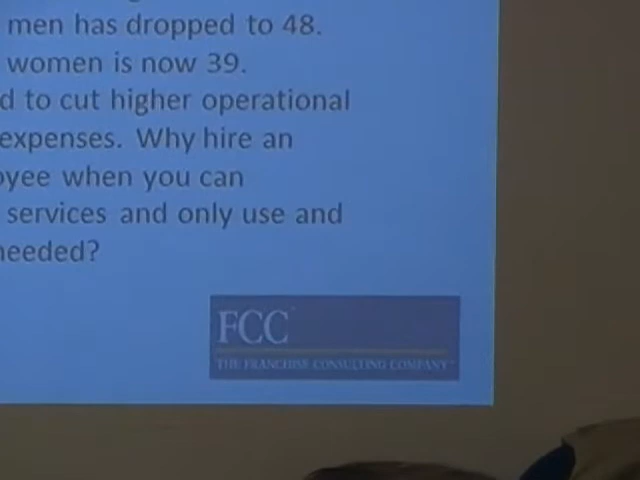 men has dropped to 48.
women is now 39.
to cut higher operational
expenses. Why hire an
when you can
services and only use and
needed?
FCC
THE FRANCHISE CONSULTING COMPANY